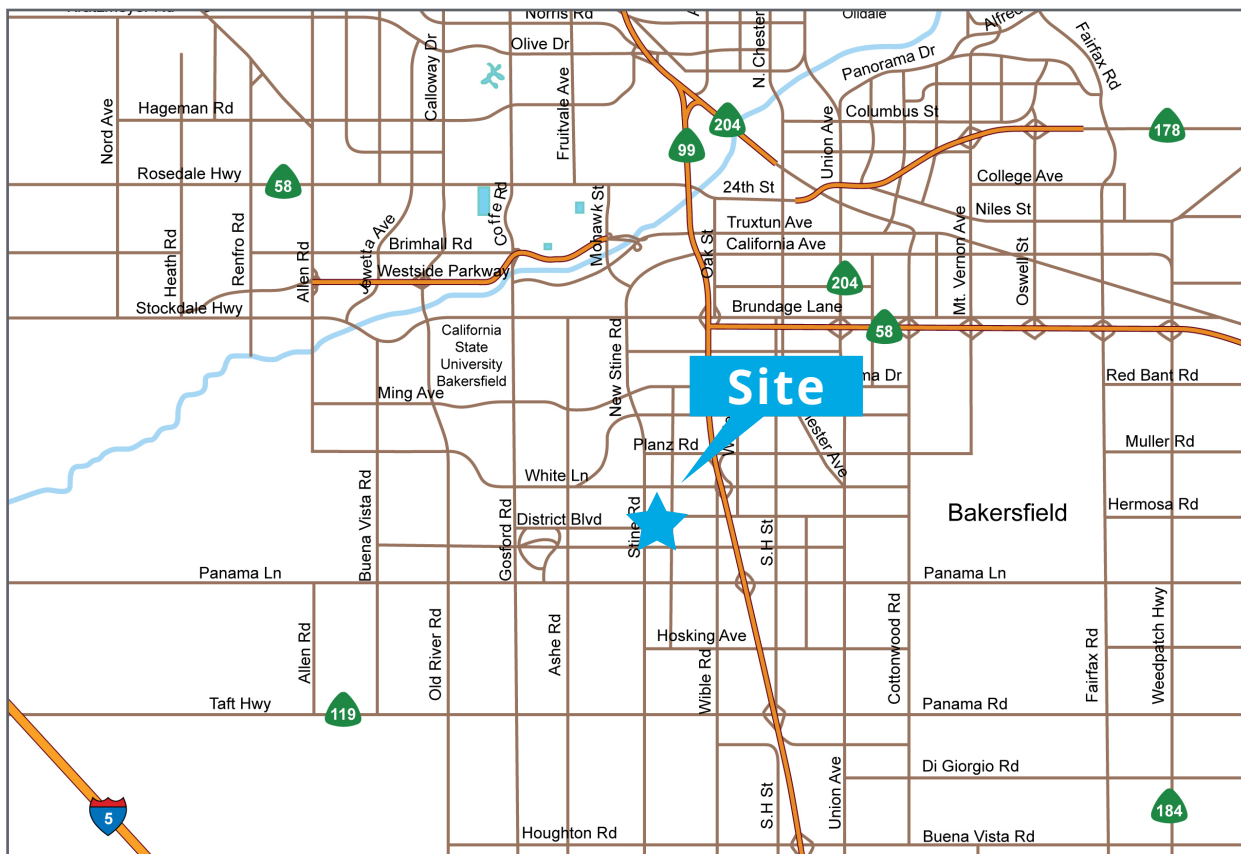 Norris Rd
Oildale
Olive Dr
N. Chester
Fairfax Rd
Panorama Dr
Calloway Dr
Fruitvale Ave
Hageman Rd
Nord Ave
204
99
Columbus St
Union Ave
178
Rosedale Hwy
58
24th St
College Ave
Niles St
Coffe Rd
Mohawk St
Truxtun Ave
California Ave
Jewetta Ave
Brimhall Rd
Westside Parkway
Heath Rd
Renfro Rd
Allen Rd
Oak St
204
Mt. Vernon Ave
Oswell St
Stockdale Hwy
Brundage Lane
58
California
State
University
Bakersfield
New Stine Rd
Site
ma Dr
Red Bant Rd
Ming Ave
Planz Rd
ester Ave
Muller Rd
White Ln
Buena Vista Rd
Gosford Rd
District Blvd
Stine Rd
S.H St
Bakersfield
Hermosa Rd
Panama Ln
Panama Ln
Allen Rd
Old River Rd
Ashe Rd
Hosking Ave
Wible Rd
Cottonwood Rd
Fairfax Rd
Weedpatch Hwy
Taft Hwy
119
Panama Rd
Di Giorgio Rd
S.H St
Union Ave
5
184
Houghton Rd
Buena Vista Rd